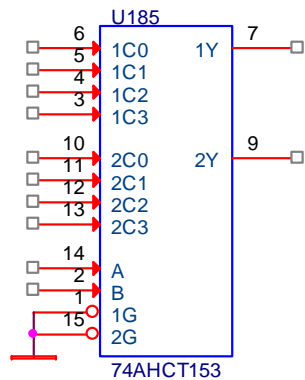 U185
6 1C0 1Y 7
5 1C1
4 1C2
3 1C3
10 2C0 2Y 9
11 2C1
12 2C2
13 2C3
14 A
2 B
1 1G
15 2G
74AHCT153